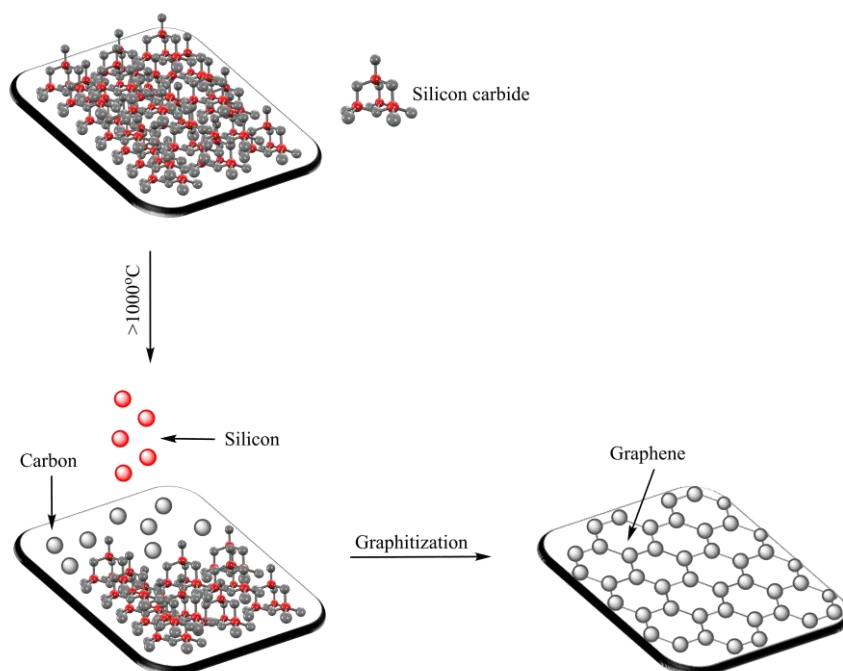 Silicon carbide
>1000°C
Silicon
Carbon
Graphene
Graphitization